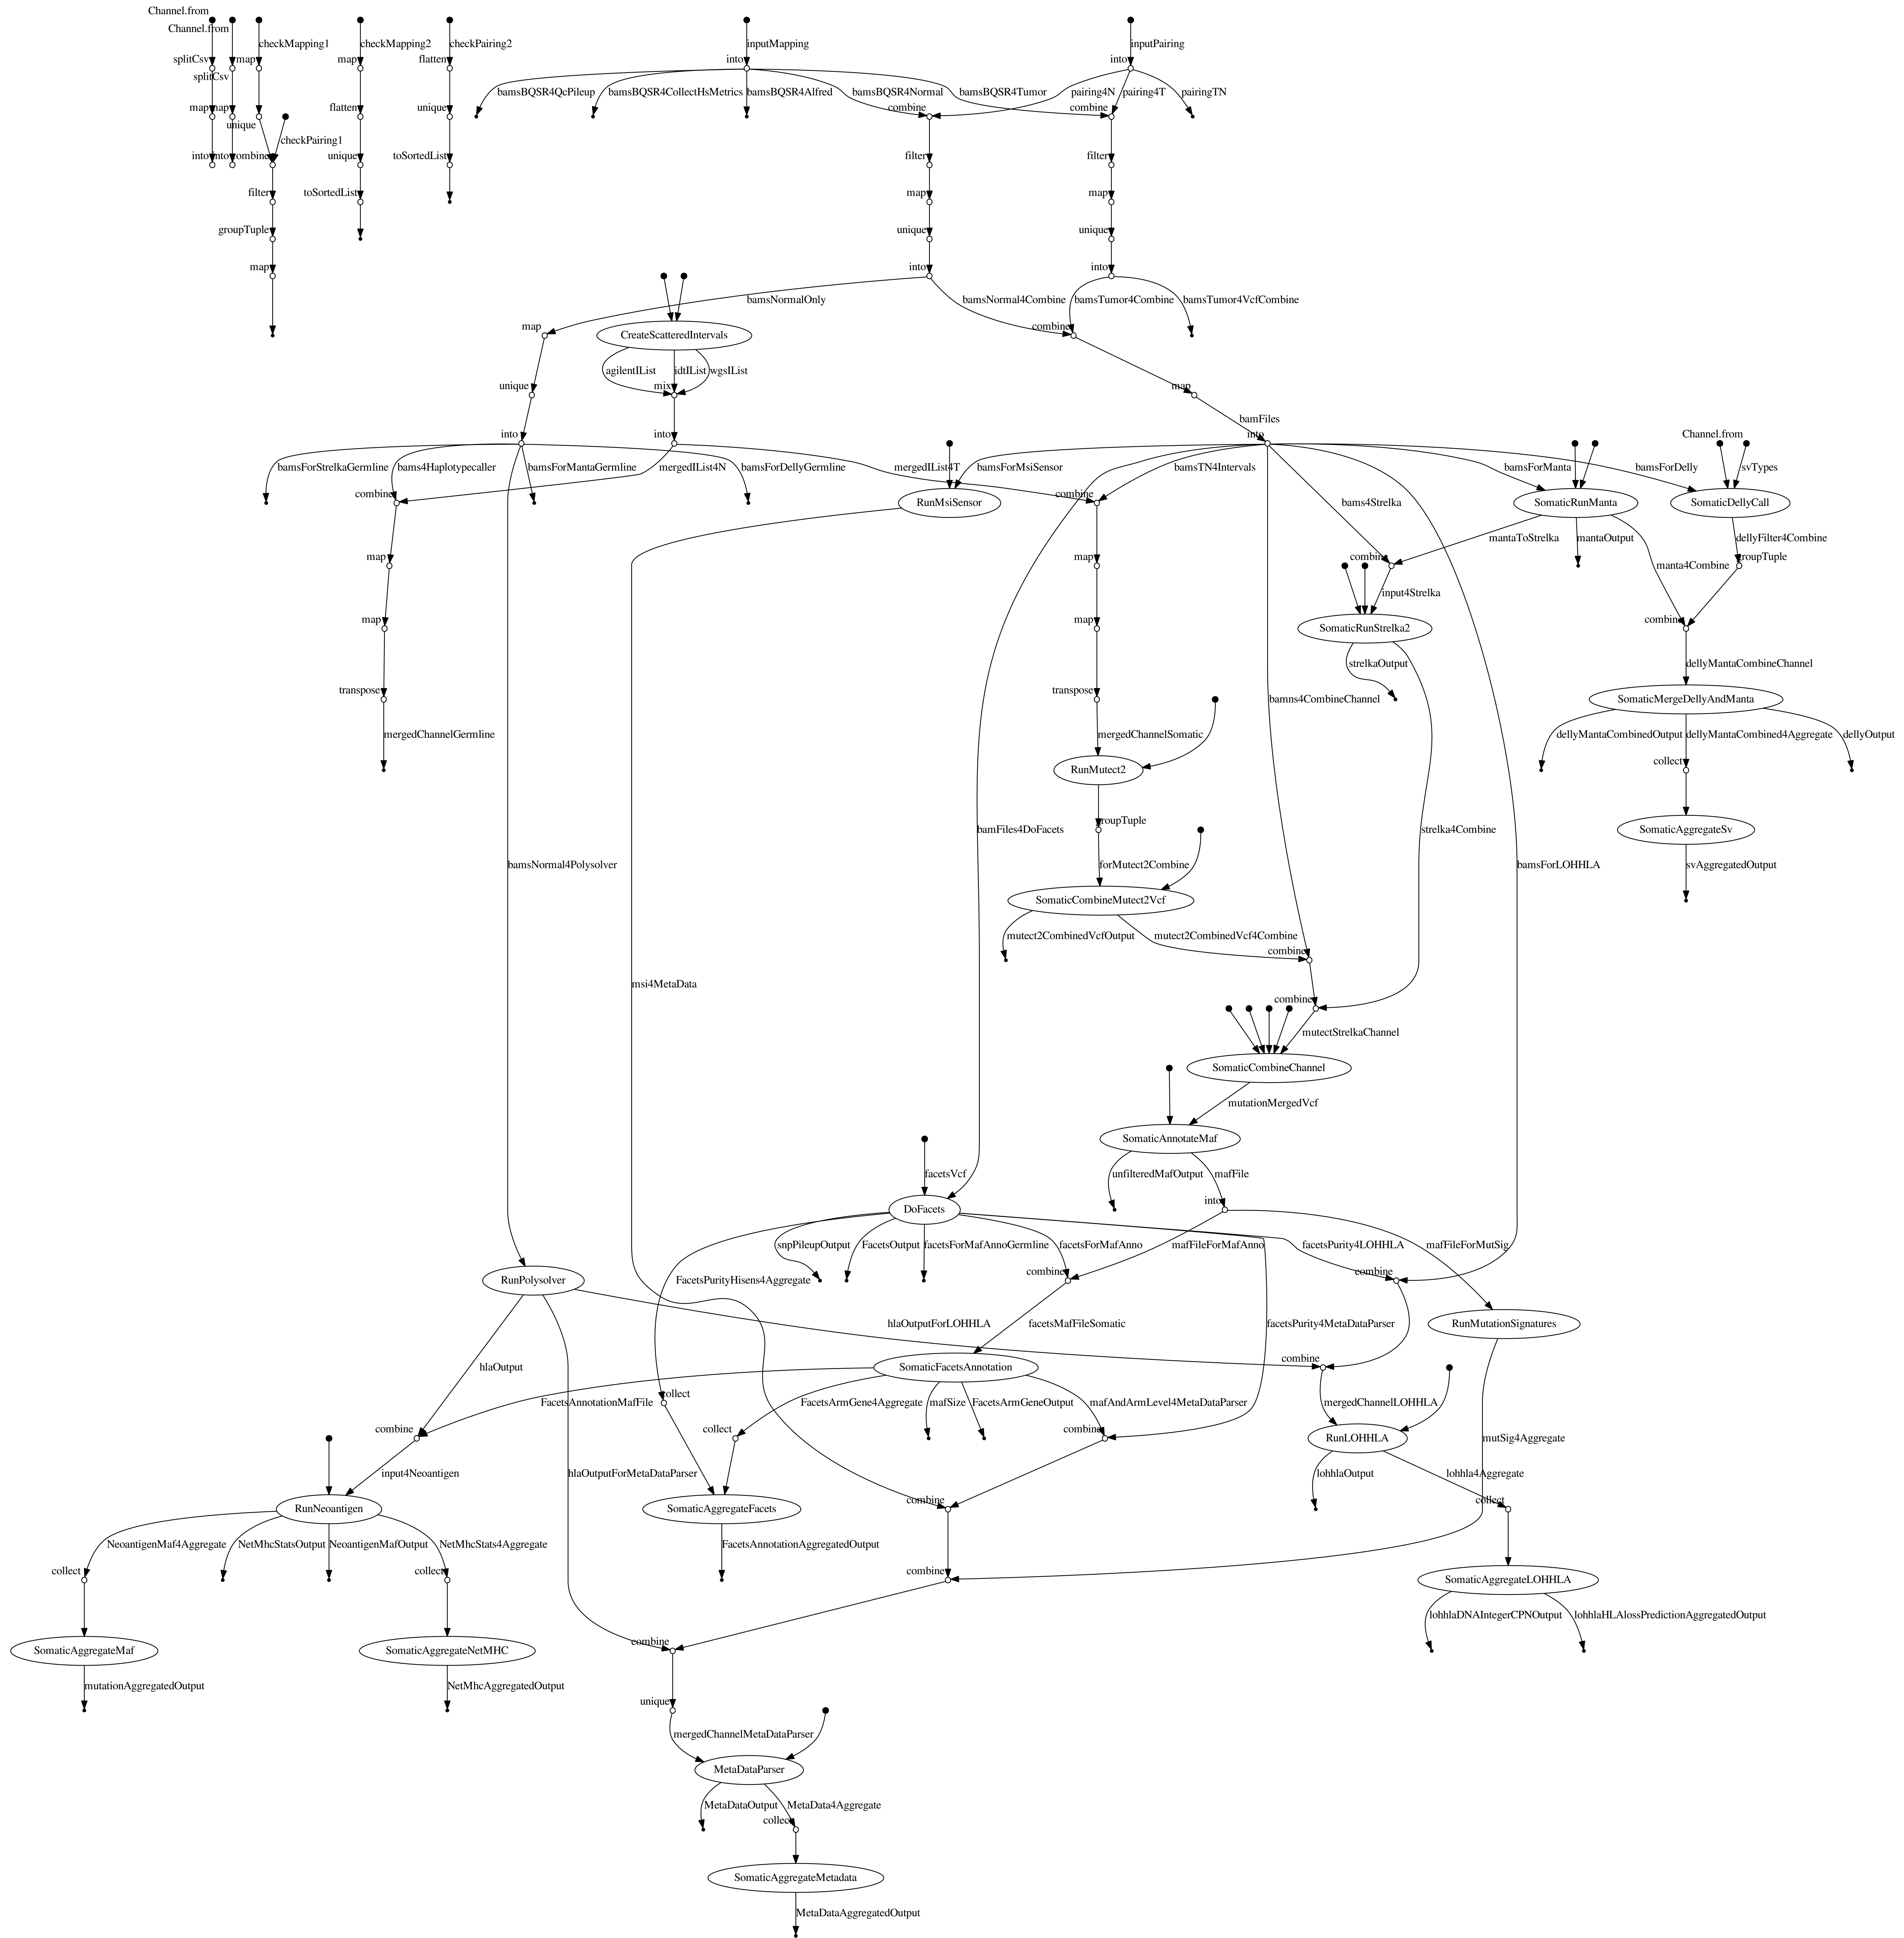 Channel.from
Channel.from
checkMapping1
checkMapping2
checkPairing2
inputMapping
inputPairing
splitCsv
map
map
flatten
into
into
splitCsv
bamsBQSR4QcPileup
bamsBQSR4CollectHsMetrics
bamsBQSR4Alfred
bamsBQSR4Normal
bamsBQSR4Tumor
pairing4N
pairing4T
pairingTN
map
map
unique
flatten
unique
combine
combine
checkPairing1
into
into
combine
unique
toSortedList
filter
filter
filter
toSortedList
map
map
groupTuple
unique
unique
map
into
into
bamsNormalOnly
bamsNormal4Combine
bamsTumor4Combine
bamsTumor4VcfCombine
map
CreateScatteredIntervals
combine
agilentIList
idtIList
wgsIList
unique
mix
map
bamFiles
into
into
into
Channel.from
bamsForStrelkaGermline
bams4Haplotypecaller
bamsForMantaGermline
mergedIList4N
bamsForDellyGermline
mergedIList4T
bamsForMsiSensor
bamsTN4Intervals
bamsForManta
bamsForDelly
svTypes
combine
RunMsiSensor
combine
bams4Strelka
SomaticRunManta
SomaticDellyCall
mantaToStrelka
mantaOutput
dellyFilter4Combine
map
map
combine
manta4Combine
groupTuple
input4Strelka
map
map
SomaticRunStrelka2
combine
strelkaOutput
dellyMantaCombineChannel
transpose
transpose
bamns4CombineChannel
SomaticMergeDellyAndManta
mergedChannelGermline
mergedChannelSomatic
dellyMantaCombinedOutput
dellyMantaCombined4Aggregate
dellyOutput
RunMutect2
collect
groupTuple
bamFiles4DoFacets
strelka4Combine
SomaticAggregateSv
bamsNormal4Polysolver
forMutect2Combine
bamsForLOHHLA
svAggregatedOutput
SomaticCombineMutect2Vcf
mutect2CombinedVcfOutput
mutect2CombinedVcf4Combine
combine
msi4MetaData
combine
mutectStrelkaChannel
SomaticCombineChannel
mutationMergedVcf
SomaticAnnotateMaf
facetsVcf
unfilteredMafOutput
mafFile
into
DoFacets
snpPileupOutput
FacetsOutput
facetsForMafAnnoGermline
facetsForMafAnno
mafFileForMafAnno
facetsPurity4LOHHLA
mafFileForMutSig
RunPolysolver
FacetsPurityHisens4Aggregate
combine
combine
hlaOutputForLOHHLA
facetsMafFileSomatic
facetsPurity4MetaDataParser
RunMutationSignatures
hlaOutput
SomaticFacetsAnnotation
combine
FacetsAnnotationMafFile
collect
FacetsArmGene4Aggregate
mafSize
FacetsArmGeneOutput
mafAndArmLevel4MetaDataParser
mergedChannelLOHHLA
combine
collect
combine
RunLOHHLA
mutSig4Aggregate
input4Neoantigen
hlaOutputForMetaDataParser
lohhlaOutput
lohhla4Aggregate
RunNeoantigen
SomaticAggregateFacets
combine
collect
NeoantigenMaf4Aggregate
NetMhcStatsOutput
NeoantigenMafOutput
NetMhcStats4Aggregate
FacetsAnnotationAggregatedOutput
collect
collect
combine
SomaticAggregateLOHHLA
lohhlaDNAIntegerCPNOutput
lohhlaHLAlossPredictionAggregatedOutput
SomaticAggregateMaf
SomaticAggregateNetMHC
combine
mutationAggregatedOutput
NetMhcAggregatedOutput
unique
mergedChannelMetaDataParser
MetaDataParser
MetaDataOutput
MetaData4Aggregate
collect
SomaticAggregateMetadata
MetaDataAggregatedOutput